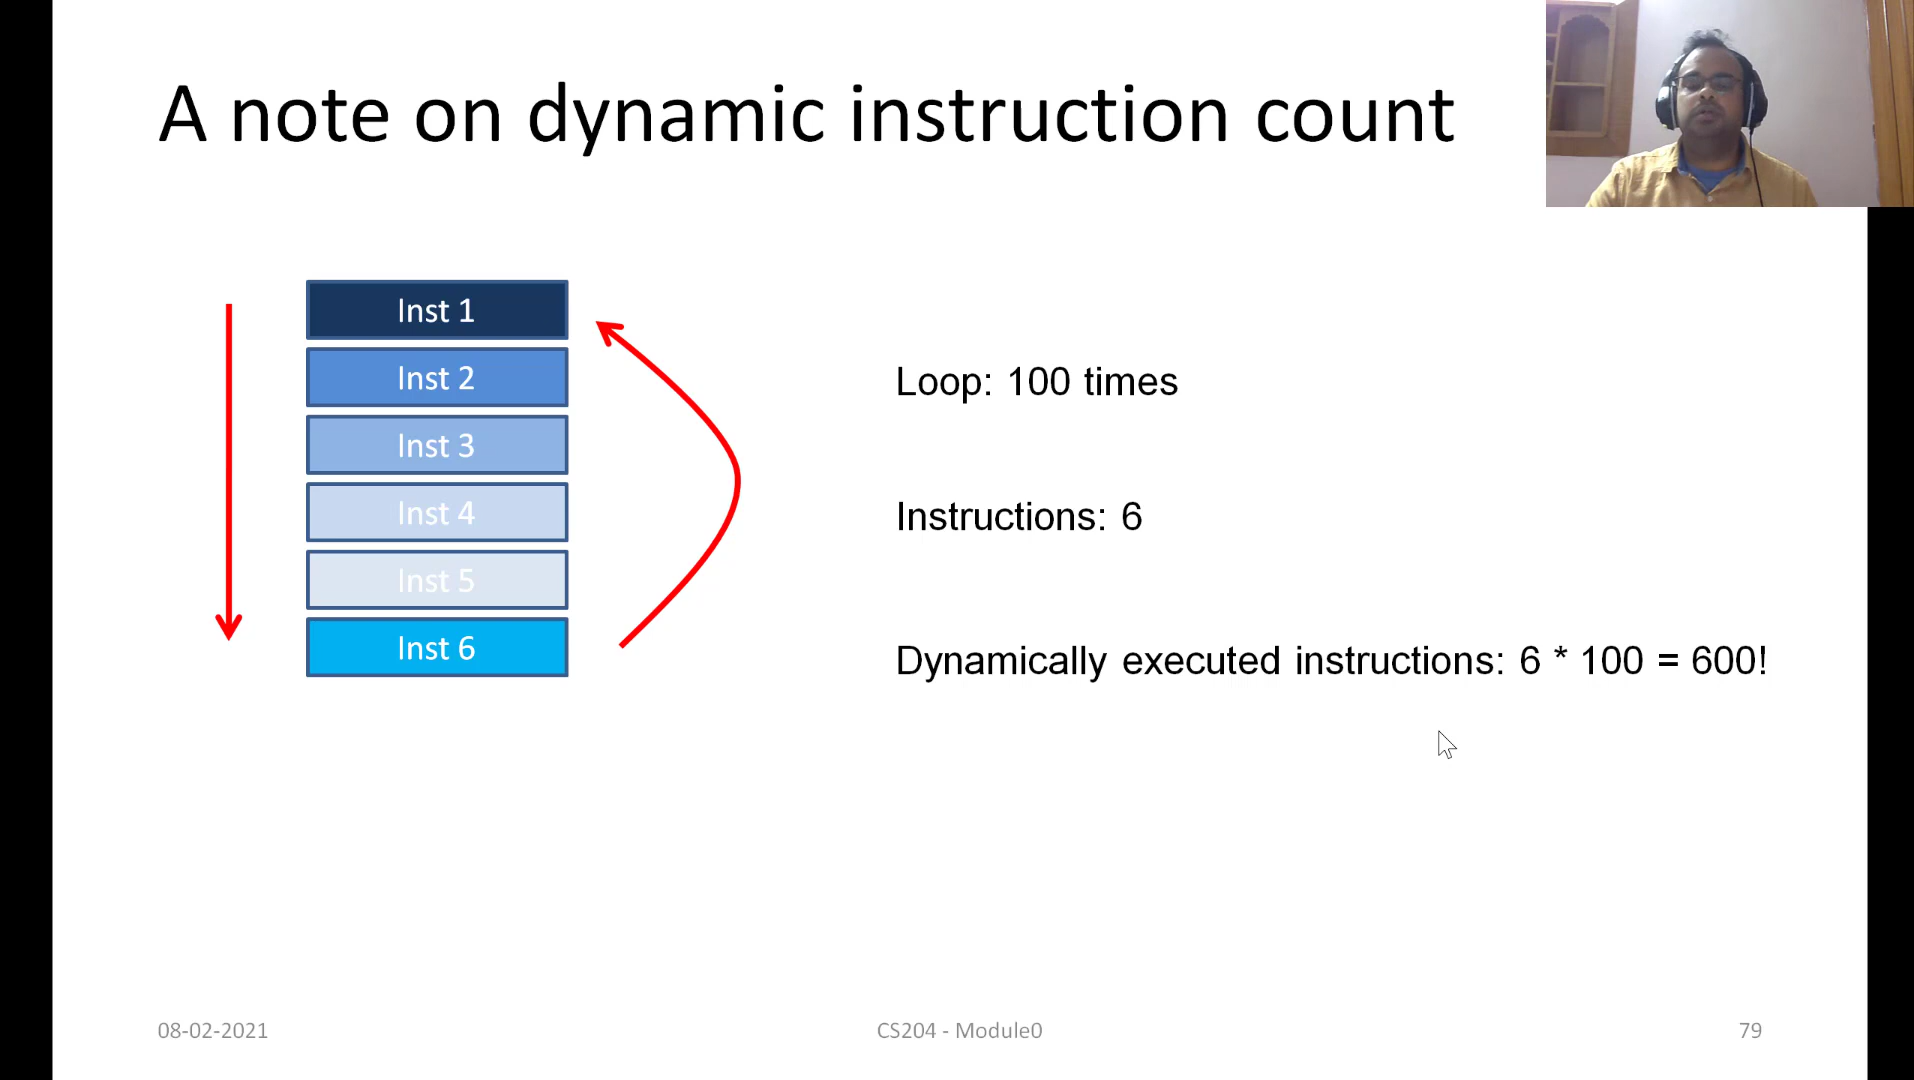 A note on dynamic instruction count
Inst 1
Inst 2
Inst 3
Inst 4
Inst 5
Inst 6
Loop: 100 times
Instructions: 6
Dynamically executed instructions: 6 * 100 = 600!
08-02-2021
CS204 - Module0
79